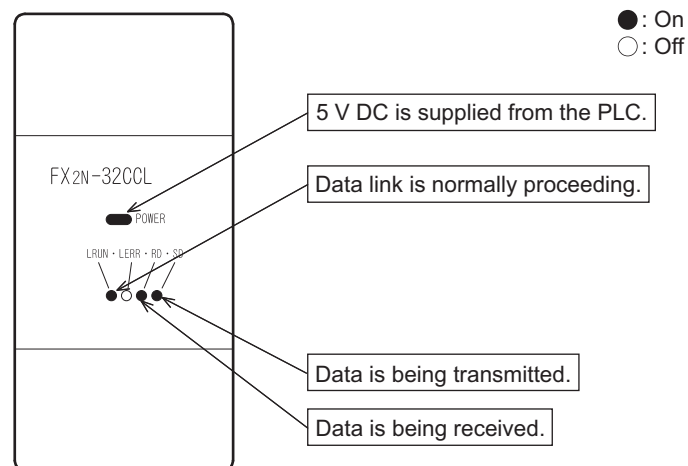 ●: On
○: Off
5 V DC is supplied from the PLC.
FX2N-32CCL
Data link is normally proceeding.
POWER
LRUN・LERR・RD・SD
Data is being transmitted.
Data is being received.